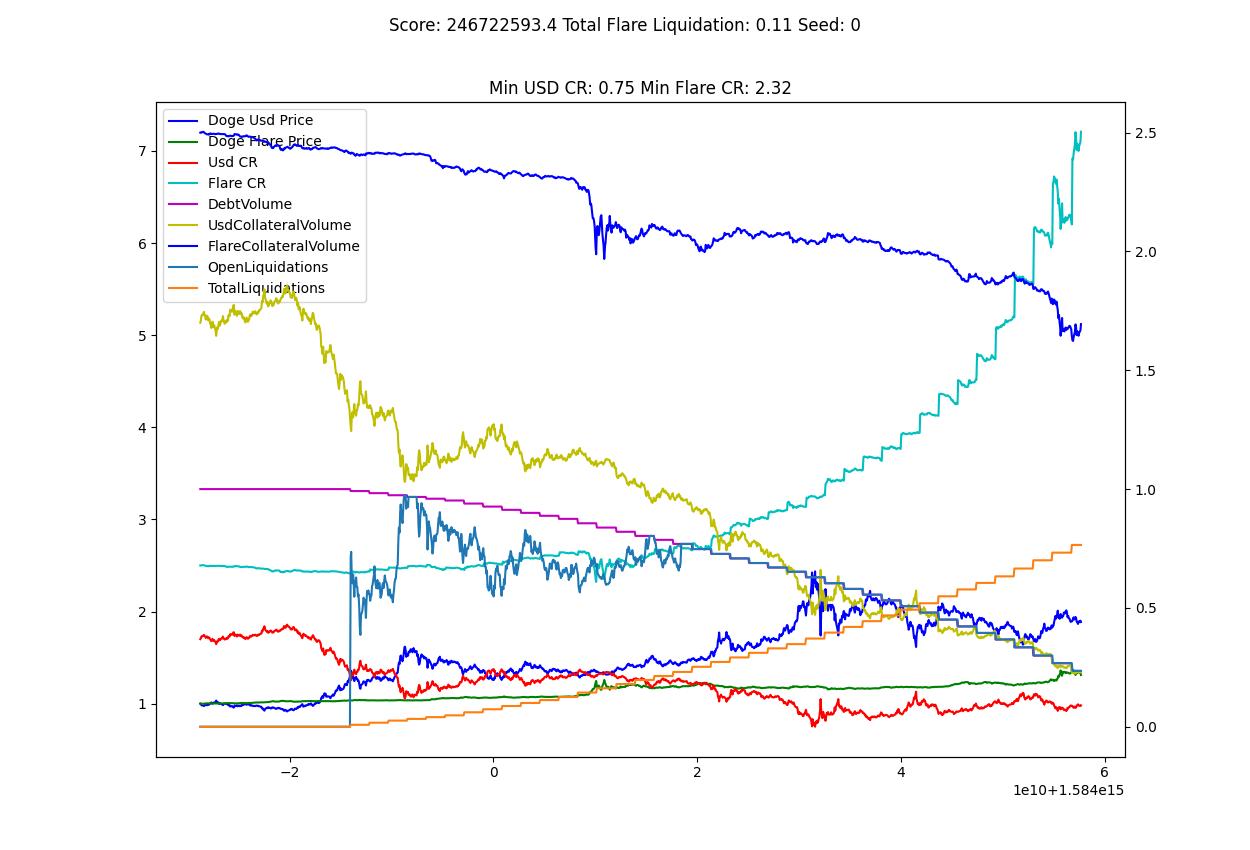 Score: 246722593.4 Total Flare Liquidation: 0.11 Seed: 0
Min USD CR: 0.75 Min Flare CR: 2.32
Doge Usd Price
Doge Flare Price
Usd CR
Flare CR
DebtVolume
UsdCollateralVolume
FlareCollateralVolume
OpenLiquidations
TotalLiquidations
7
6
5
4
3
2
1
2.5
2.0
1.5
1.0
0.5
0.0
−2
0
2
4
6
1e10+1.584e15